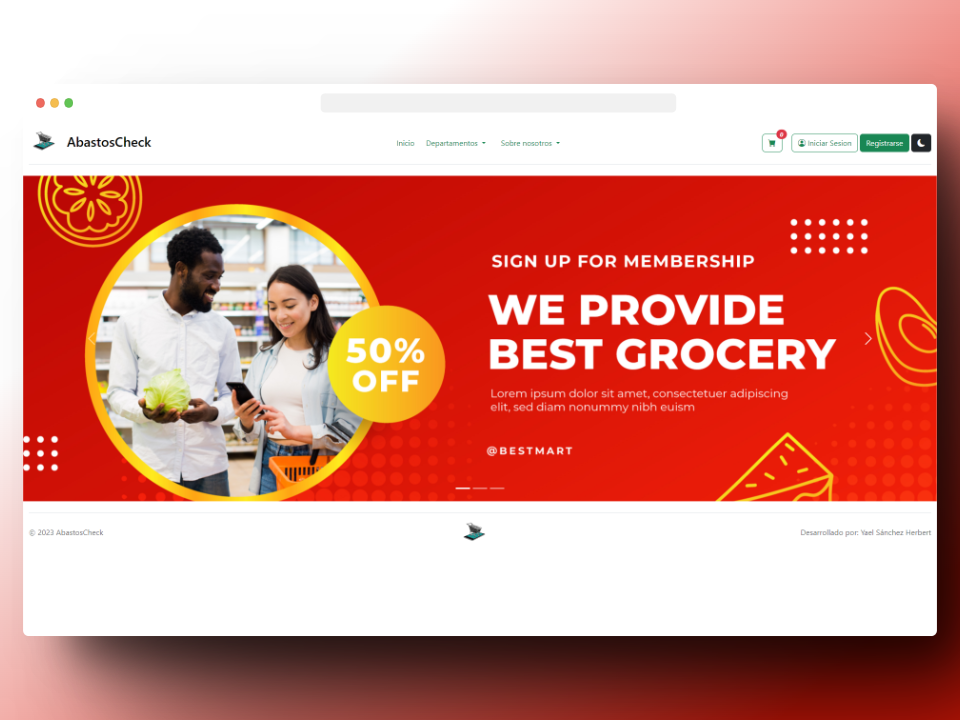 AbastosCheck
Inicio
Departamentos
Sobre nosotros
0
Iniciar Sesion
Registrarse
SIGN UP FOR MEMBERSHIP
WE PROVIDE
BEST GROCERY
50%
OFF
Lorem ipsum dolor sit amet, consectetuer adipiscing
elit, sed diam nonummy nibh euism
@BESTMART
© 2023 AbastosCheck
Desarrollado por: Yael Sánchez Herbert